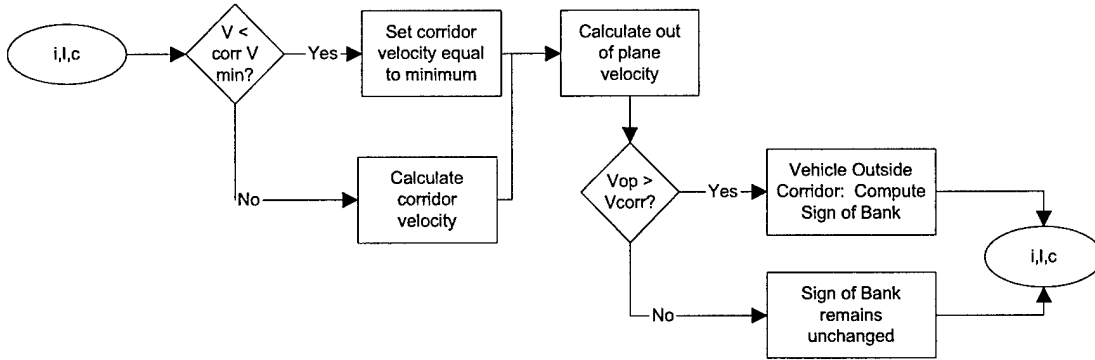 i,l,c
V <
corr V
min?
Yes
Set corridor
velocity equal
to minimum
Calculate out
of plane
velocity
No
Calculate
corridor
velocity
Vop >
Vcorr?
Yes
Vehicle Outside
Corridor: Compute
Sign of Bank
i,l,c
No
Sign of Bank
remains
unchanged